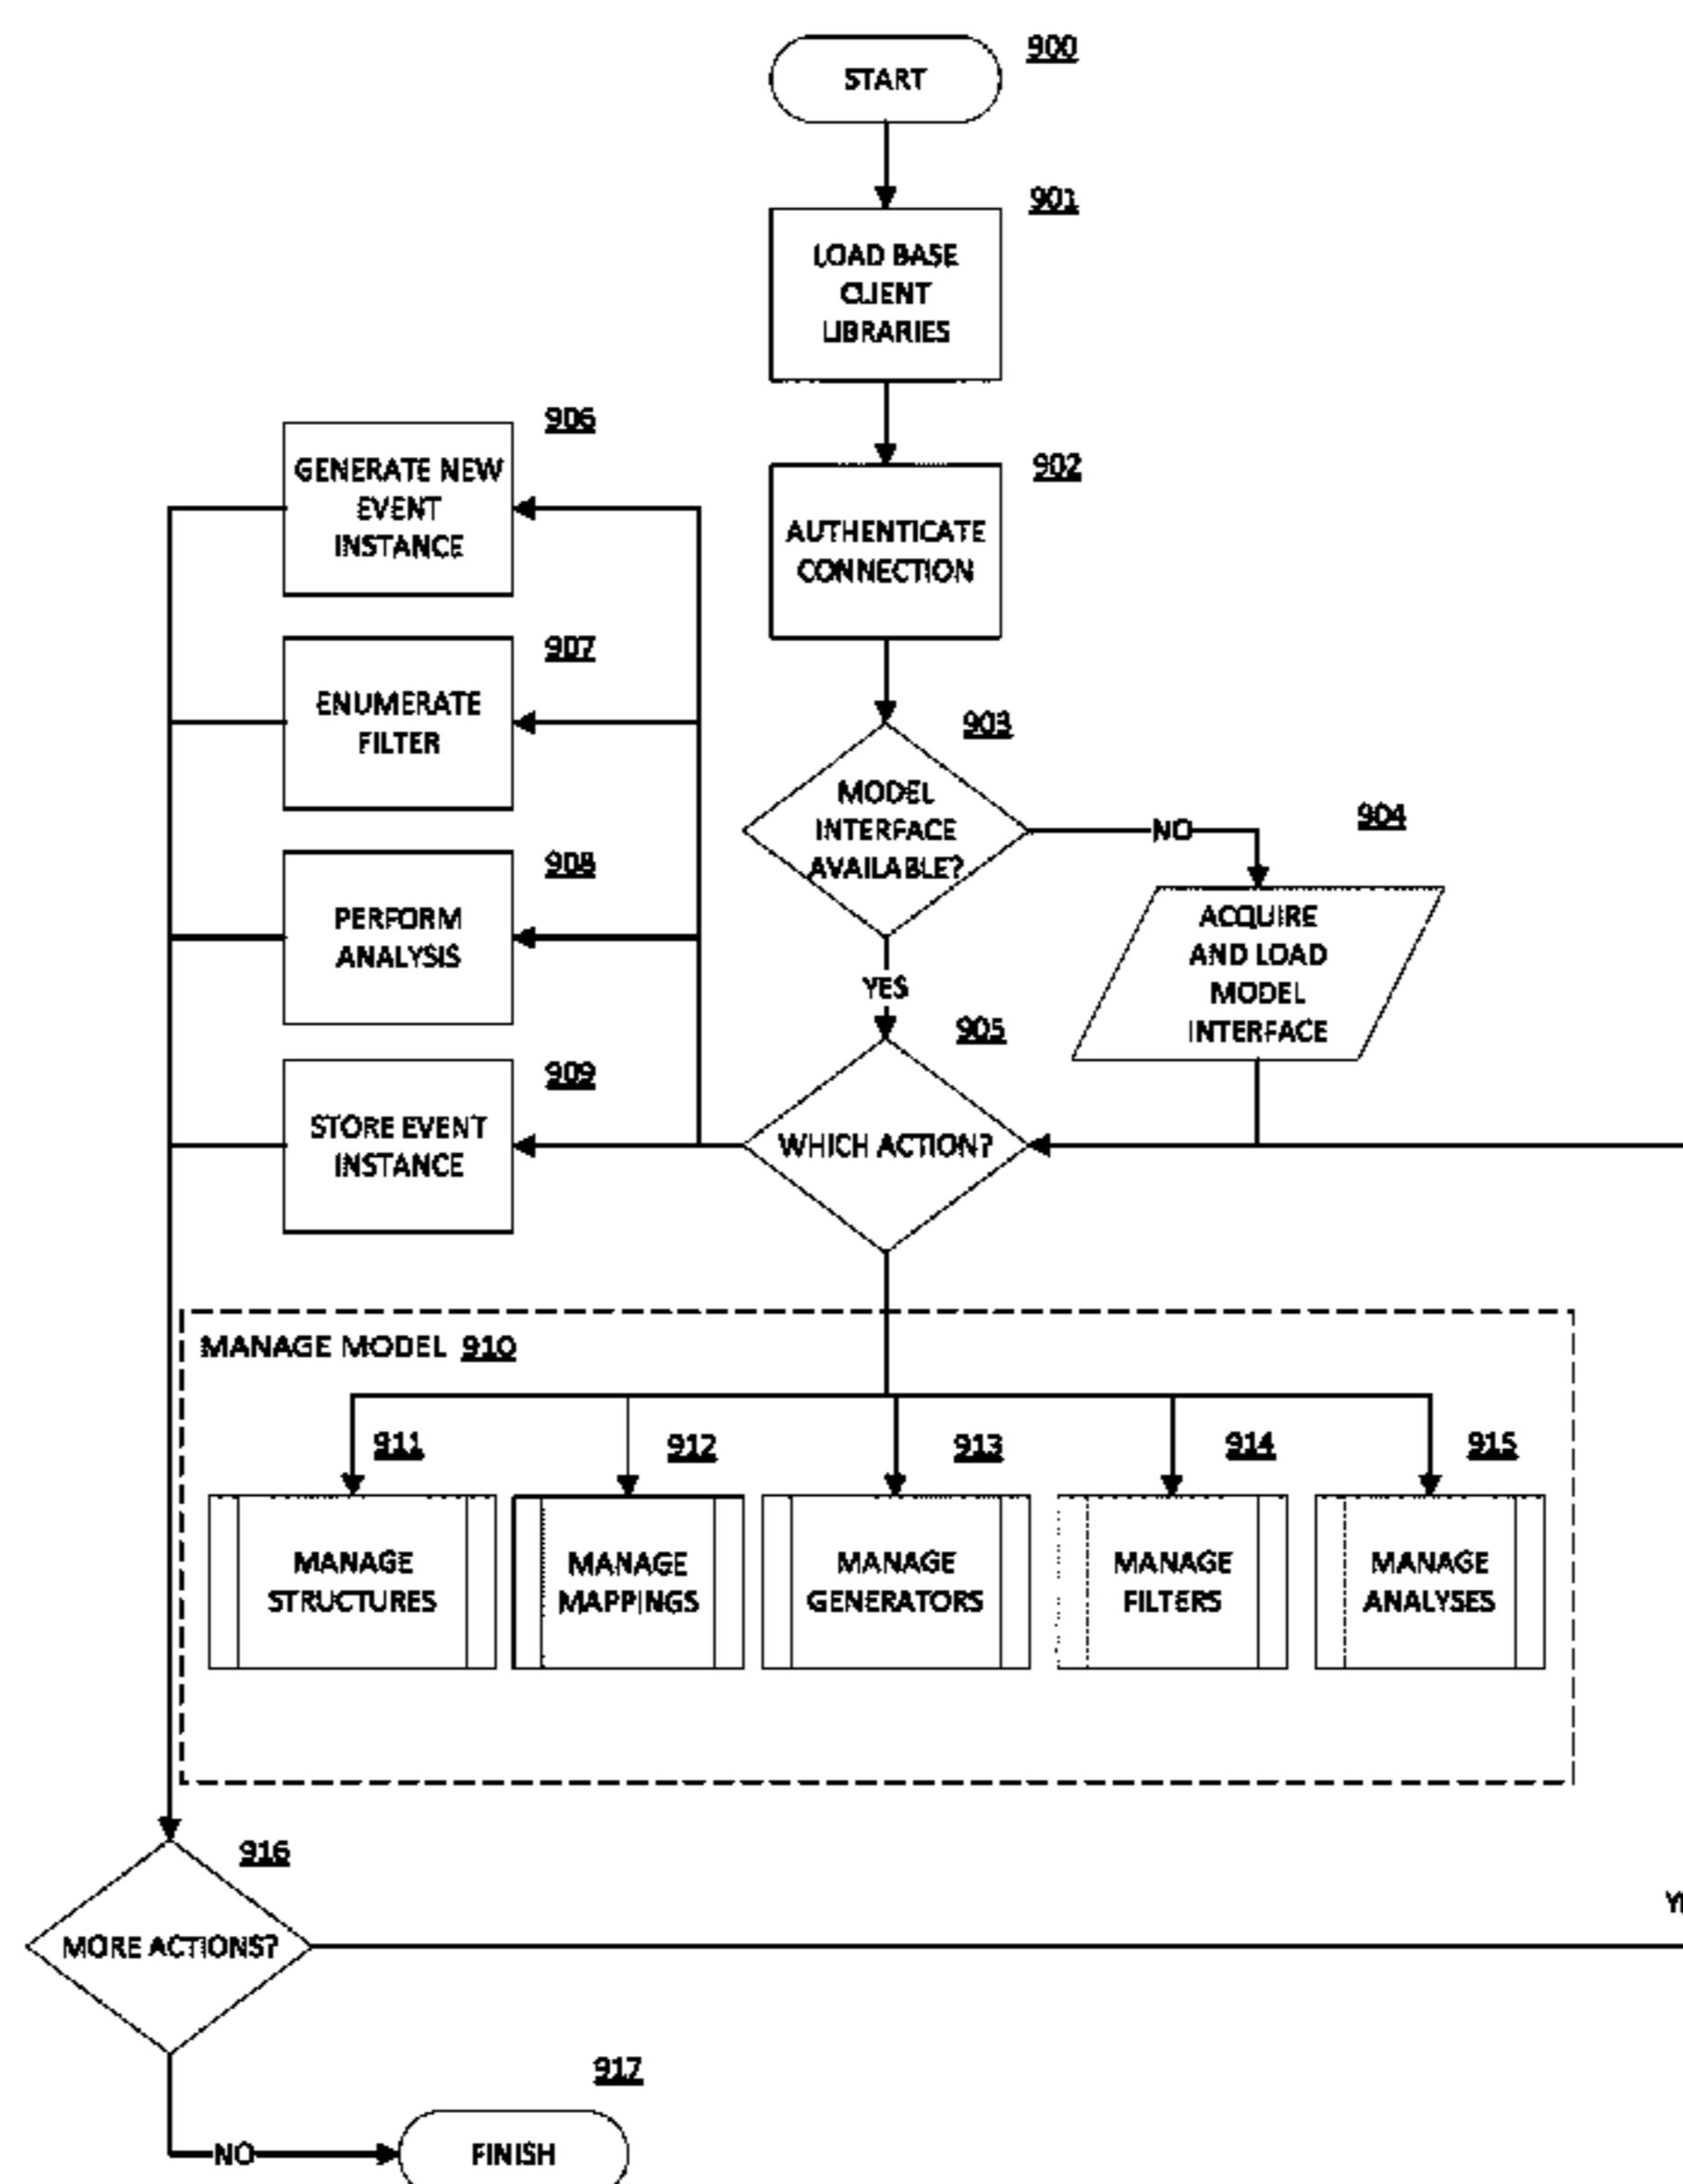 900
START
901
LOAD BASE
CLIENT
LIBRARIES
902
AUTHENTICATE
CONNECTION
903
MODEL
INTERFACE
AVAILABLE?
NO
904
ACQUIRE
AND LOAD
MODEL
INTERFACE
YES
905
WHICH ACTION?
906
GENERATE NEW
EVENT
INSTANCE
907
ENUMERATE
FILTER
908
PERFORM
ANALYSIS
909
STORE EVENT
INSTANCE
MANAGE MODEL 910
911
MANAGE
STRUCTURES
912
MANAGE
MAPPINGS
913
MANAGE
GENERATORS
914
MANAGE
FILTERS
915
MANAGE
ANALYSES
916
MORE ACTIONS?
NO
917
FINISH